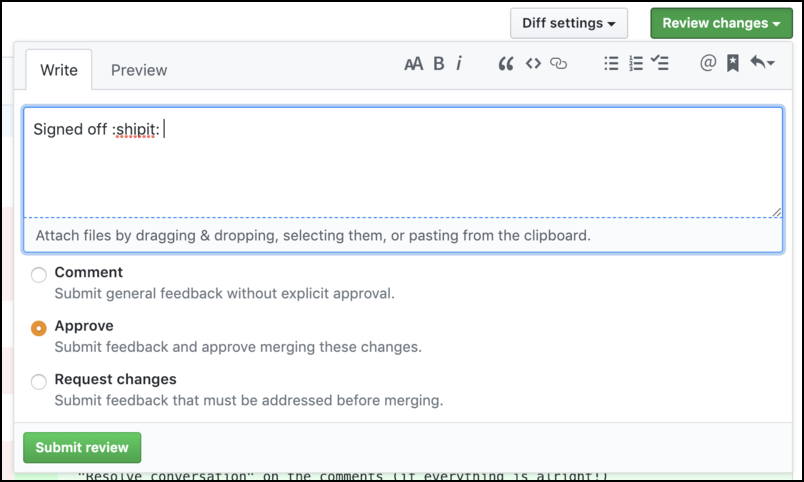 Diff settings Review changes
Write Preview AA B i
Signed off :shipit:
Attach files by dragging & dropping, selecting them, or pasting from the clipboard.
Comment
Submit general feedback without explicit approval.
Approve
Submit feedback and approve merging these changes.
Request changes
Submit feedback that must be addressed before merging.
Submit review
"Resolve conversation" on the comments (if everything is alright!)